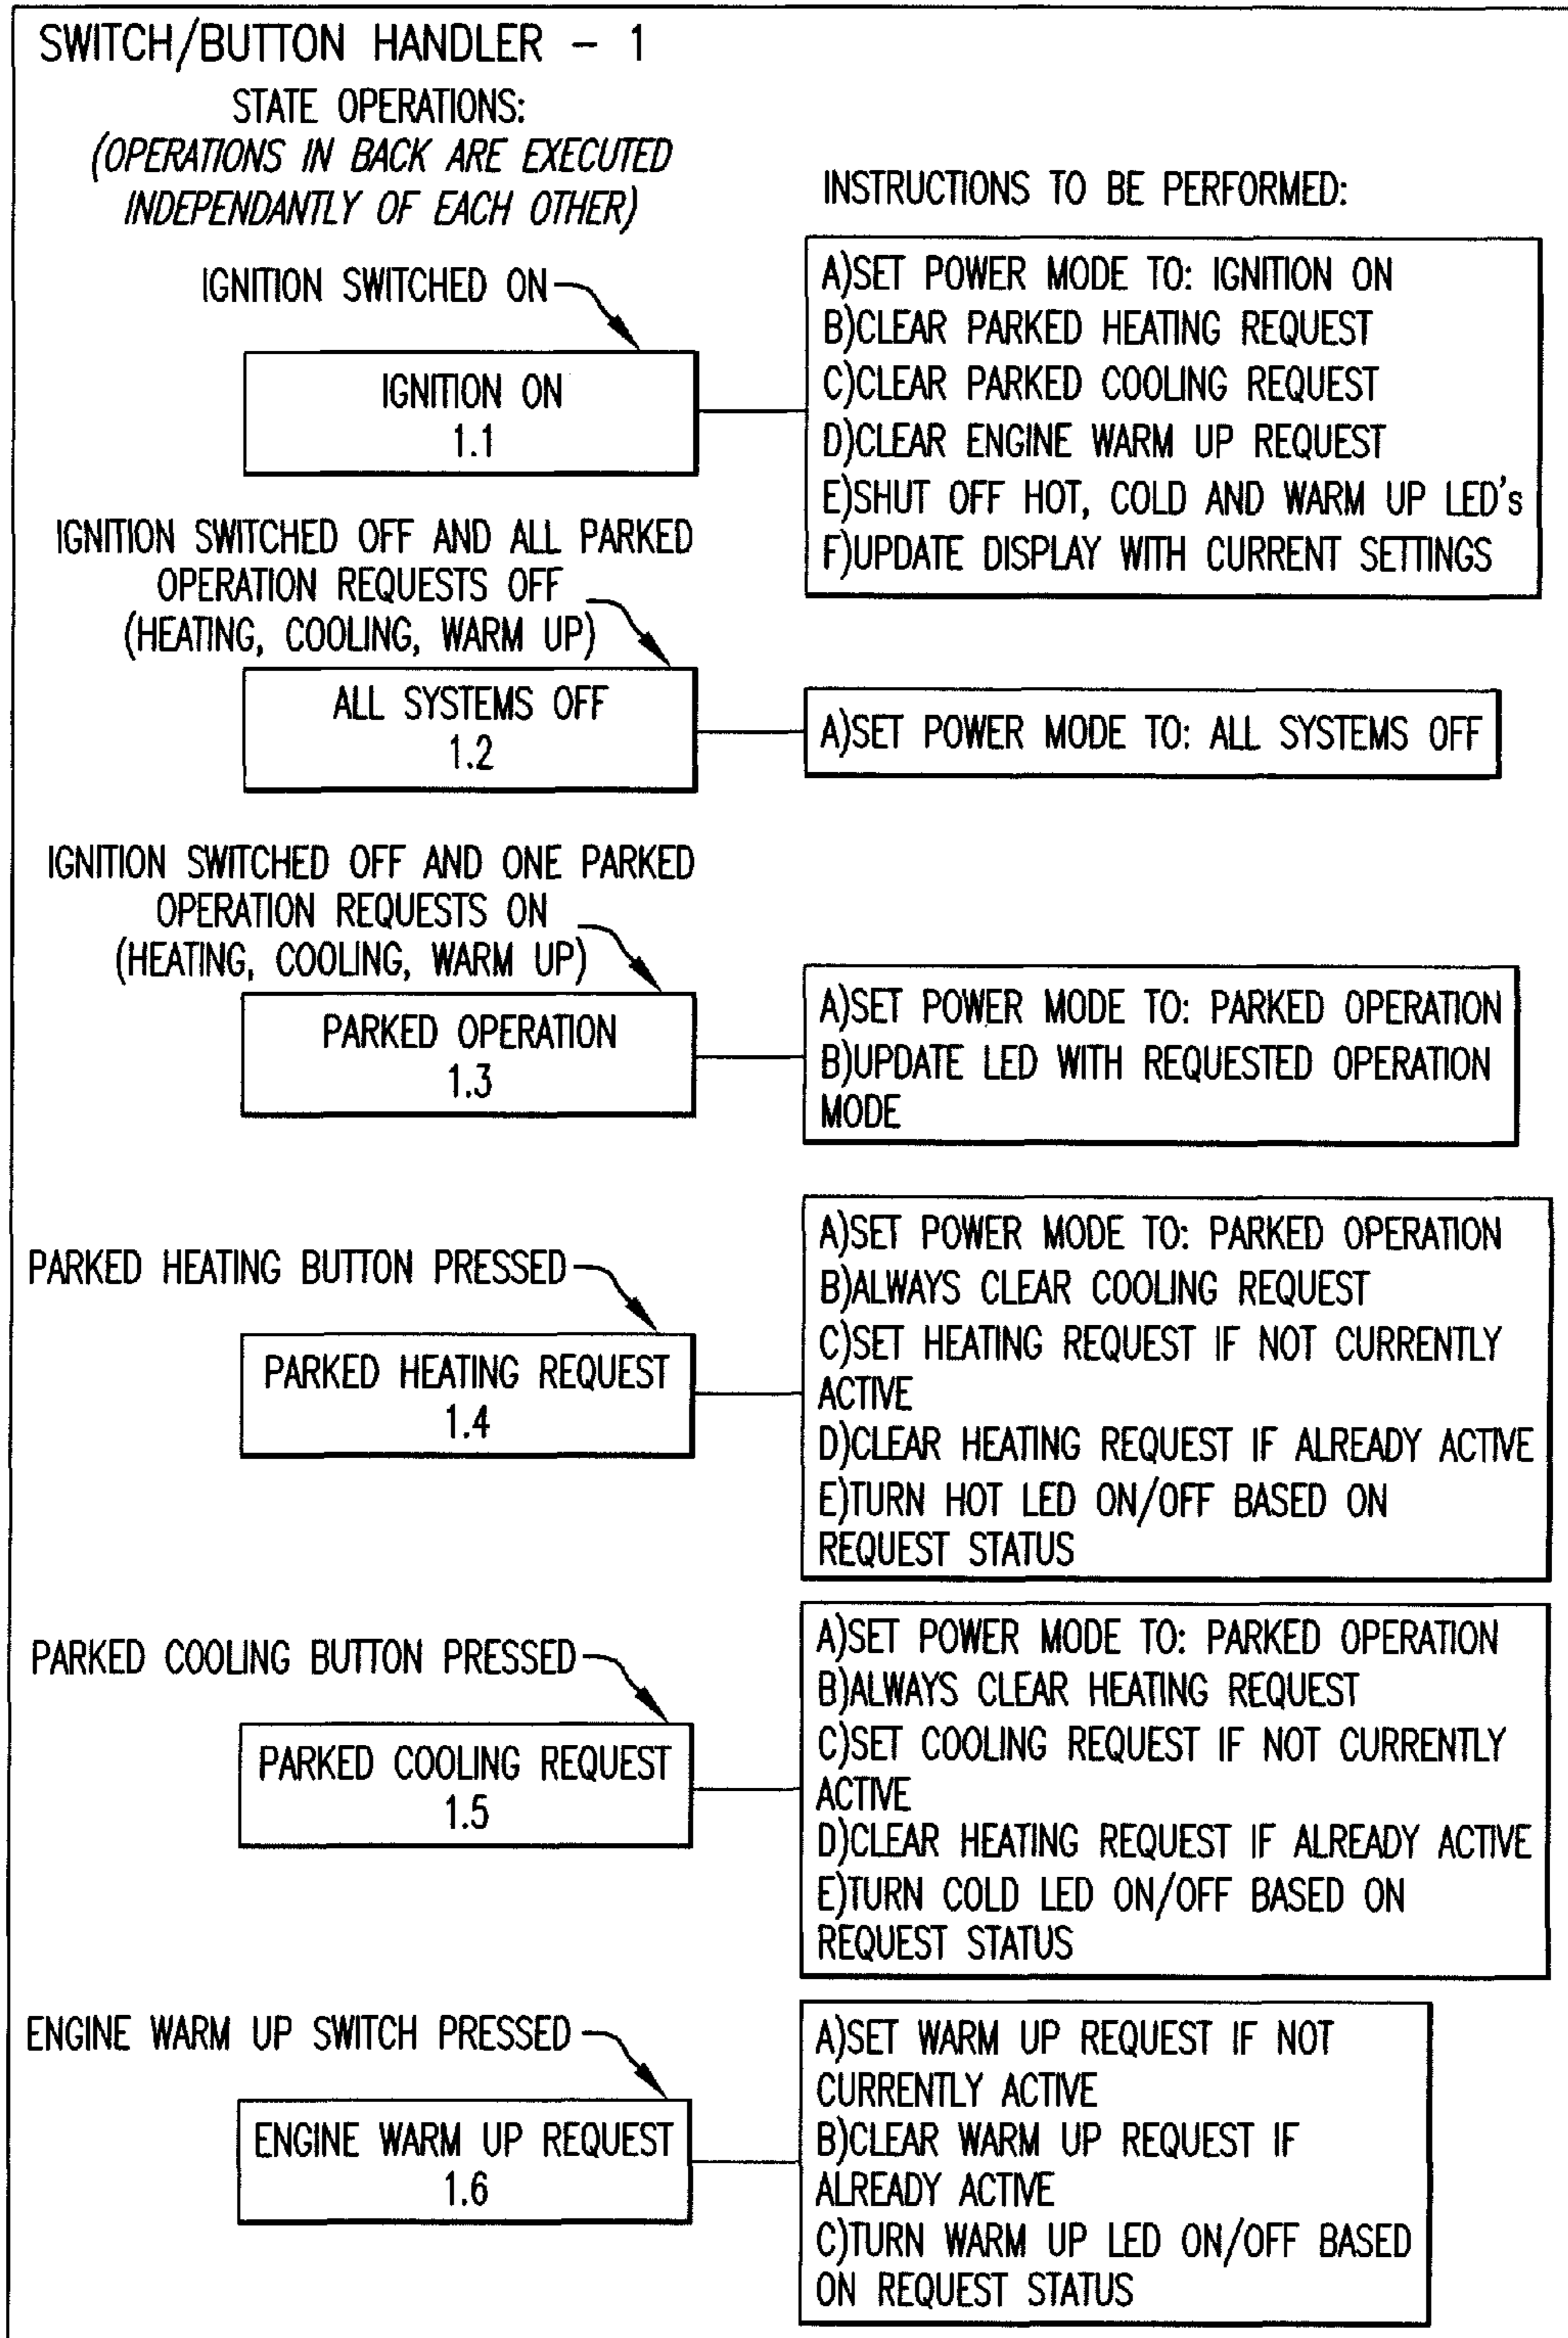 SWITCH/BUTTON HANDLER - 1
STATE OPERATIONS:
(OPERATIONS IN BACK ARE EXECUTED
INDEPENDANTLY OF EACH OTHER)
INSTRUCTIONS TO BE PERFORMED:
IGNITION SWITCHED ON
IGNITION ON
1.1
A)SET POWER MODE TO: IGNITION ON
B)CLEAR PARKED HEATING REQUEST
C)CLEAR PARKED COOLING REQUEST
D)CLEAR ENGINE WARM UP REQUEST
E)SHUT OFF HOT, COLD AND WARM UP LED's
F)UPDATE DISPLAY WITH CURRENT SETTINGS
IGNITION SWITCHED OFF AND ALL PARKED
OPERATION REQUESTS OFF
(HEATING, COOLING, WARM UP)
ALL SYSTEMS OFF
1.2
A)SET POWER MODE TO: ALL SYSTEMS OFF
IGNITION SWITCHED OFF AND ONE PARKED
OPERATION REQUESTS ON
(HEATING, COOLING, WARM UP)
PARKED OPERATION
1.3
A)SET POWER MODE TO: PARKED OPERATION
B)UPDATE LED WITH REQUESTED OPERATION
MODE
PARKED HEATING BUTTON PRESSED
PARKED HEATING REQUEST
1.4
A)SET POWER MODE TO: PARKED OPERATION
B)ALWAYS CLEAR COOLING REQUEST
C)SET HEATING REQUEST IF NOT CURRENTLY
ACTIVE
D)CLEAR HEATING REQUEST IF ALREADY ACTIVE
E)TURN HOT LED ON/OFF BASED ON
REQUEST STATUS
PARKED COOLING BUTTON PRESSED
PARKED COOLING REQUEST
1.5
A)SET POWER MODE TO: PARKED OPERATION
B)ALWAYS CLEAR HEATING REQUEST
C)SET COOLING REQUEST IF NOT CURRENTLY
ACTIVE
D)CLEAR HEATING REQUEST IF ALREADY ACTIVE
E)TURN COLD LED ON/OFF BASED ON
REQUEST STATUS
ENGINE WARM UP SWITCH PRESSED
ENGINE WARM UP REQUEST
1.6
A)SET WARM UP REQUEST IF NOT
CURRENTLY ACTIVE
B)CLEAR WARM UP REQUEST IF
ALREADY ACTIVE
C)TURN WARM UP LED ON/OFF BASED
ON REQUEST STATUS